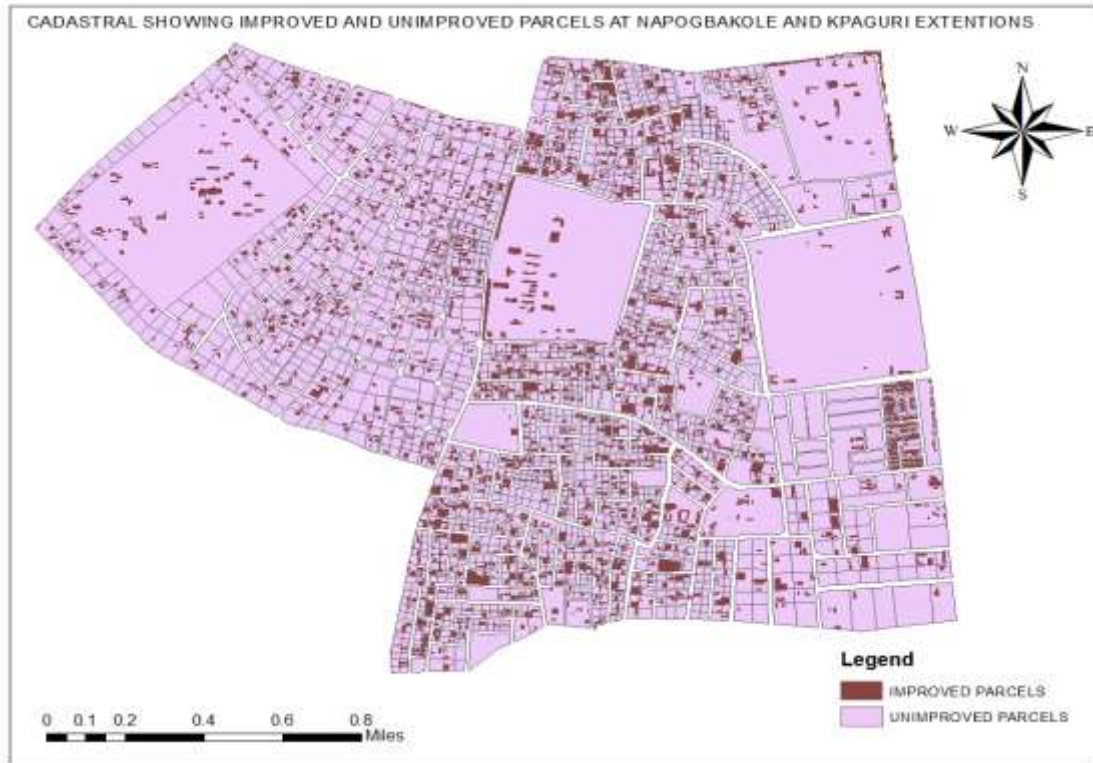 CADASTRAL SHOWING IMPROVED AND UNIMPROVED PARCELS AT NAPOGBAKOLE AND KPAGURI EXTENTIONS
N
W E
S
Legend
IMPROVED PARCELS
UNIMPROVED PARCELS
0 0.1 0.2 0.4 0.6 0.8
Miles